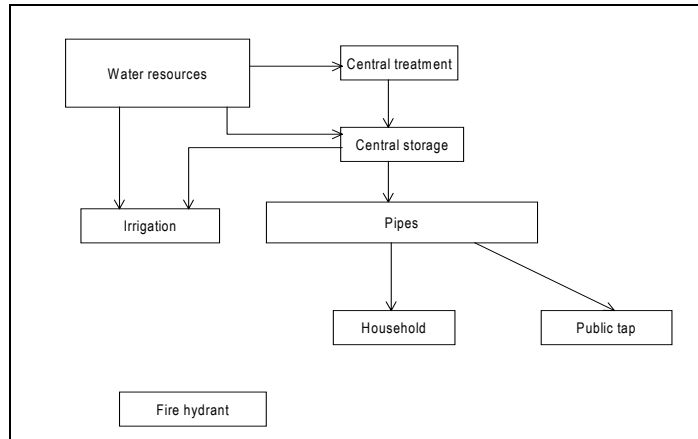 Water resources
Central treatment
Central storage
Irrigation
Pipes
Household
Public tap
Fire hydrant